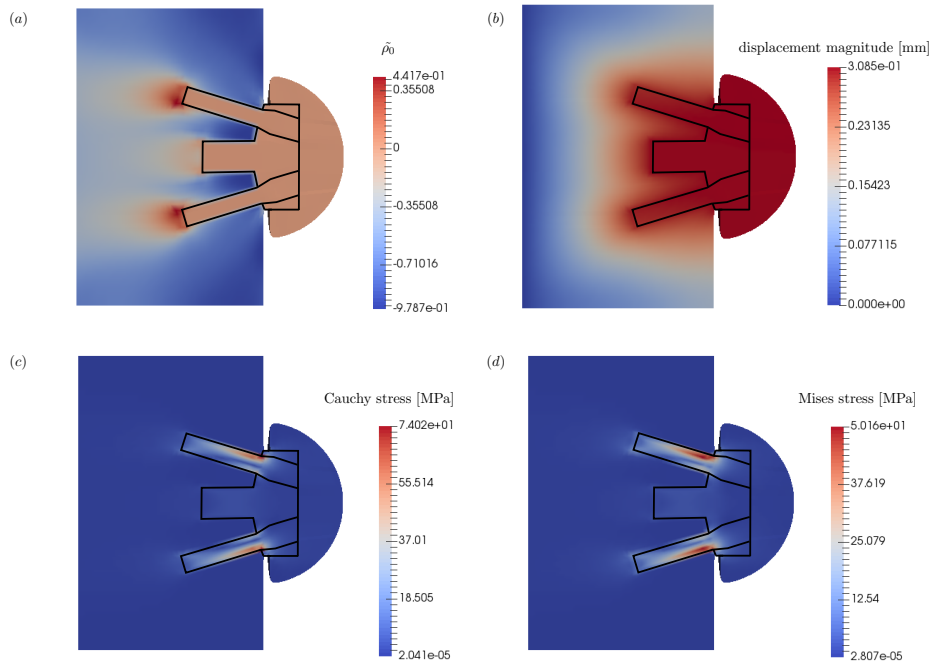 (a)
ρ̃₀
4.417e-01
0.35508
0
-0.35508
-0.71016
-9.787e-01
(b)
displacement magnitude [mm]
3.085e-01
0.23135
0.15423
0.077115
0.000e+00
(c)
Cauchy stress [MPa]
7.402e+01
55.514
37.01
18.505
2.041e-05
(d)
Mises stress [MPa]
5.016e+01
37.619
25.079
12.54
2.807e-05